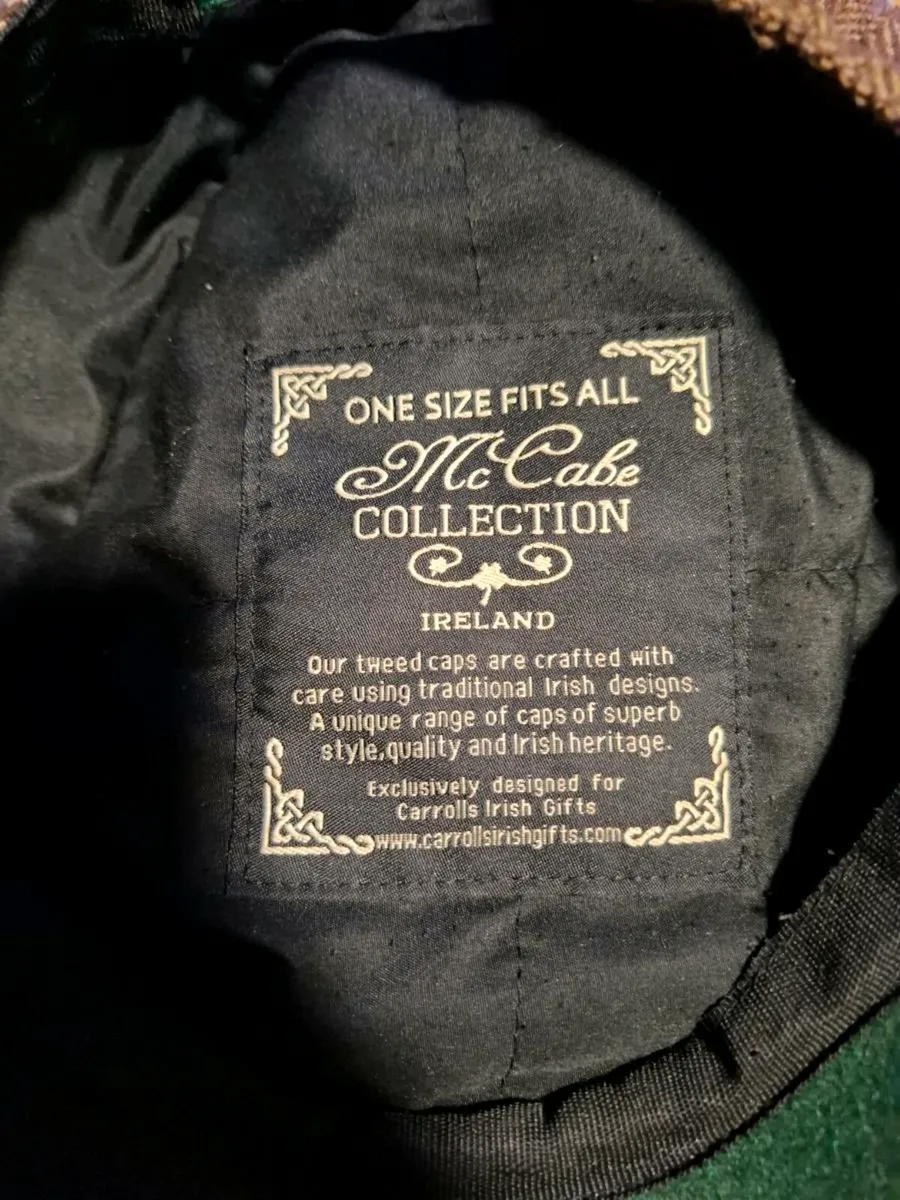 ONE SIZE FITS ALL
McCabe
COLLECTION
IRELAND
Our tweed caps are crafted with
care using traditional Irish designs.
A unique range of caps of superb
style,quality and Irish heritage.
Exclusively designed for
Carrolls Irish Gifts
www.carrollsirishgifts.com